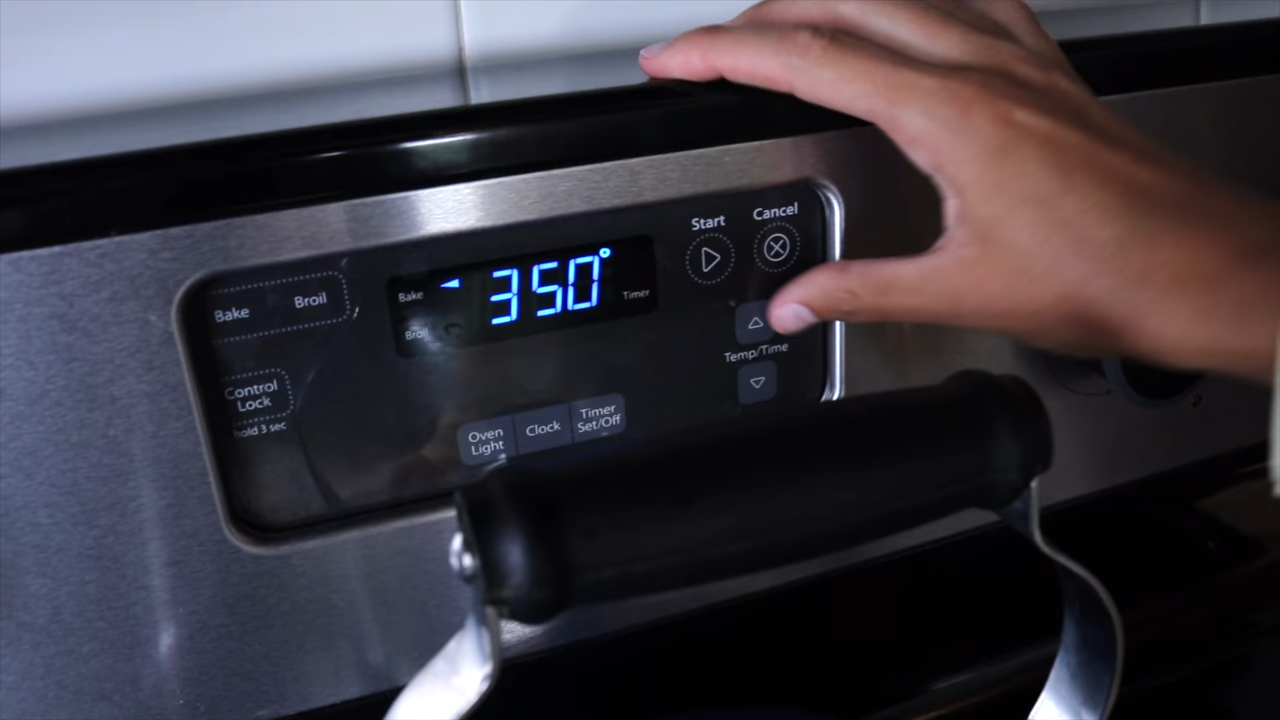 Start
Cancel
Bake
Broil
Bake
350°
Timer
Broil
Temp/Time
Control
Lock
hold 3 sec
Oven
Light
Clock
Timer
Set/Off